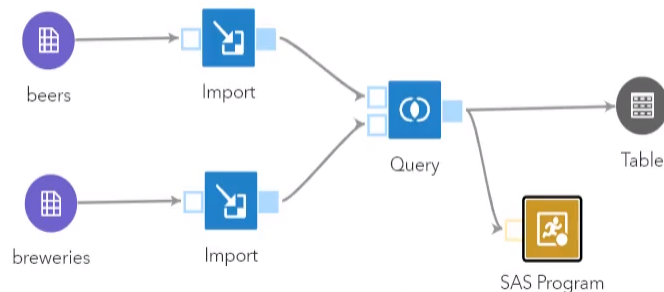 beers
Import
Query
Table
breweries
Import
SAS Program